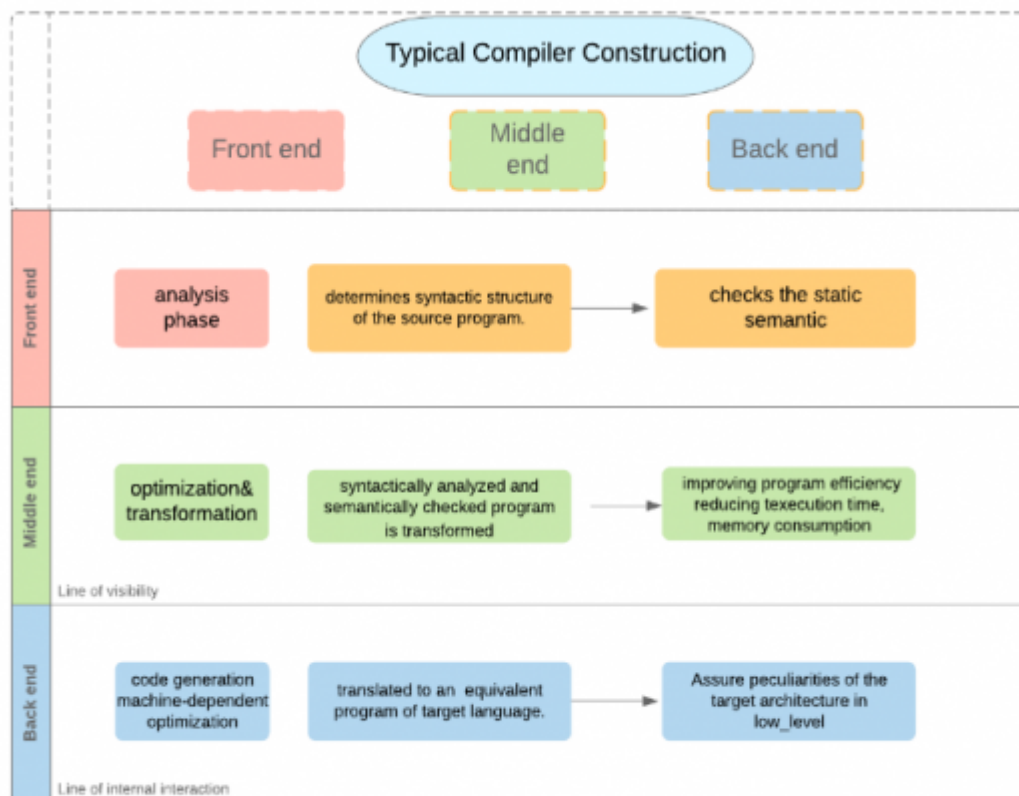 Typical Compiler Construction
Front end
Middle
end
Back end
Front end
analysis
phase
determines syntactic structure
of the source program.
checks the static
semantic
Middle end
optimization&
transformation
syntactically analyzed and
semantically checked program
is transformed
improving program efficiency
reducing texecution time,
memory consumption
Line of visibility
Back end
code generation
machine-dependent
optimization
translated to an equivalent
program of target language.
Assure peculiarities of the
target architecture in
low_level
Line of internal interaction